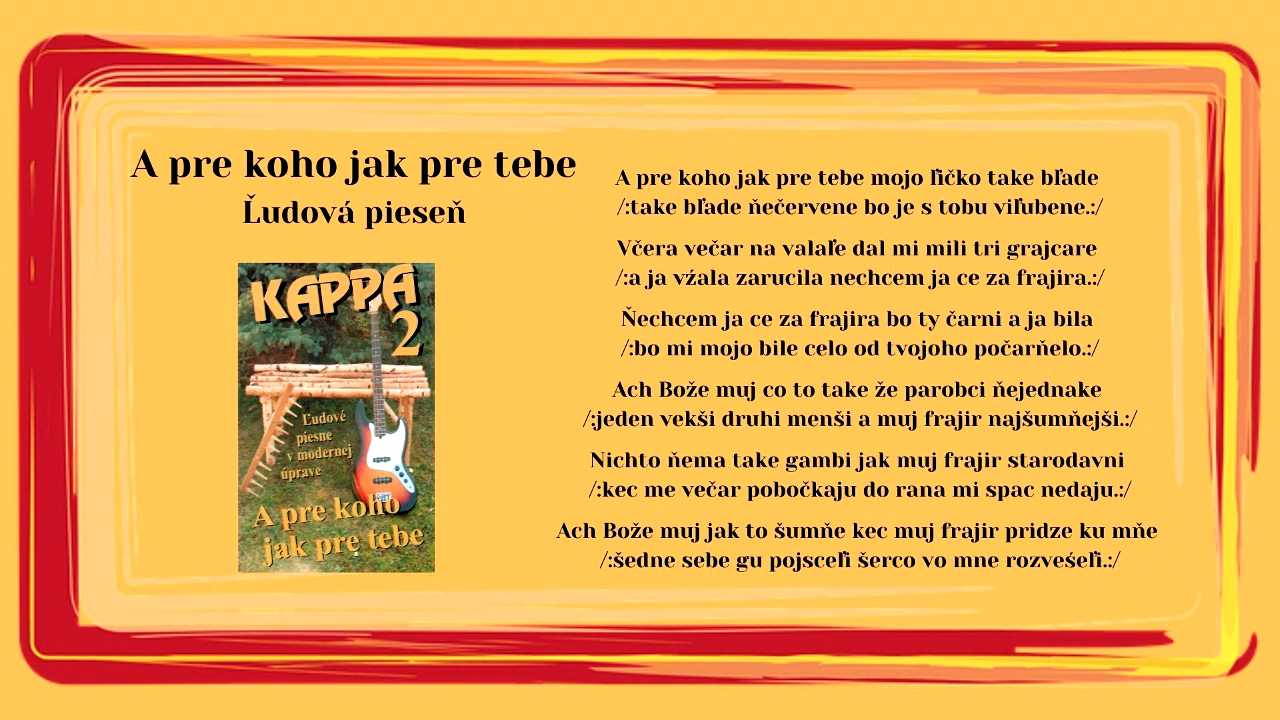 A pre koho jak pre tebe
Ľudová pieseň
KAPPA
2
Ľudové
piesne
v modernej
úprave
A pre koho
jak pre tebe
A pre koho jak pre tebe mojo ľičko take bľade
/:take bľade ňečervene bo je s tobu viľubene.:/
Včera večar na valaľe dal mi mili tri grajcare
/:a ja vźala zarucila nechcem ja ce za frajira.:/
Ňechcem ja ce za frajira bo ty čarni a ja bila
/:bo mi mojo bile celo od tvojoho počarňelo.:/
Ach Bože muj co to take že parobci ňejednake
/:jeden vekši druhi menši a muj frajir najšumňejši.:/
Nichto ňema take gambi jak muj frajir starodavni
/:kec me večar pobočkaju do rana mi spac nedaju.:/
Ach Bože muj jak to šumňe kec muj frajir pridze ku mňe
/:šedne sebe gu pojsceľi šerco vo mne rozveśeľi.:/